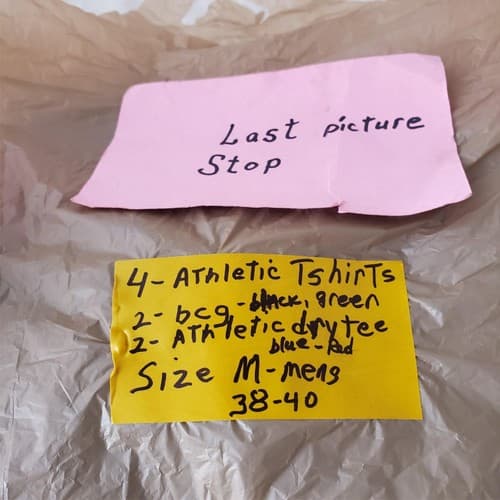 Last picture
Stop
4- Athletic TshirTs
2- bcg - black, green
2- Athletic drytee
blue - Red
Size M-mens
38-40